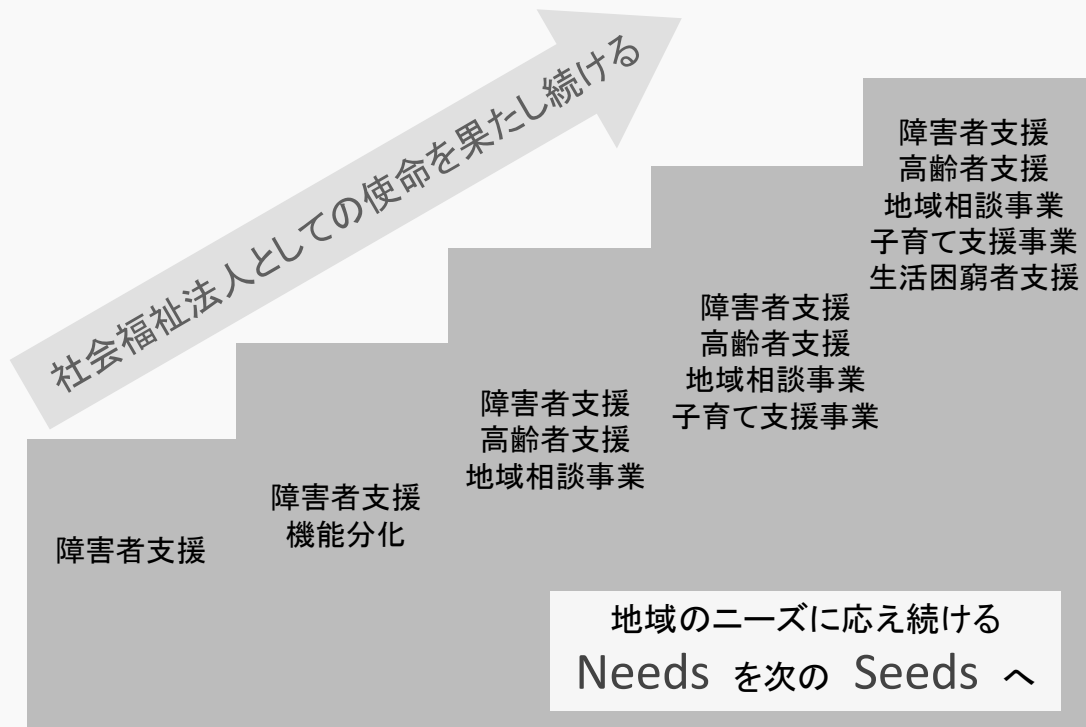 社会福祉法人としての使命を果たし続ける
障害者支援
障害者支援
機能分化
障害者支援
高齢者支援
地域相談事業
障害者支援
高齢者支援
地域相談事業
子育て支援事業
障害者支援
高齢者支援
地域相談事業
子育て支援事業
生活困窮者支援
地域のニーズに応え続ける
Needs を次の Seeds へ